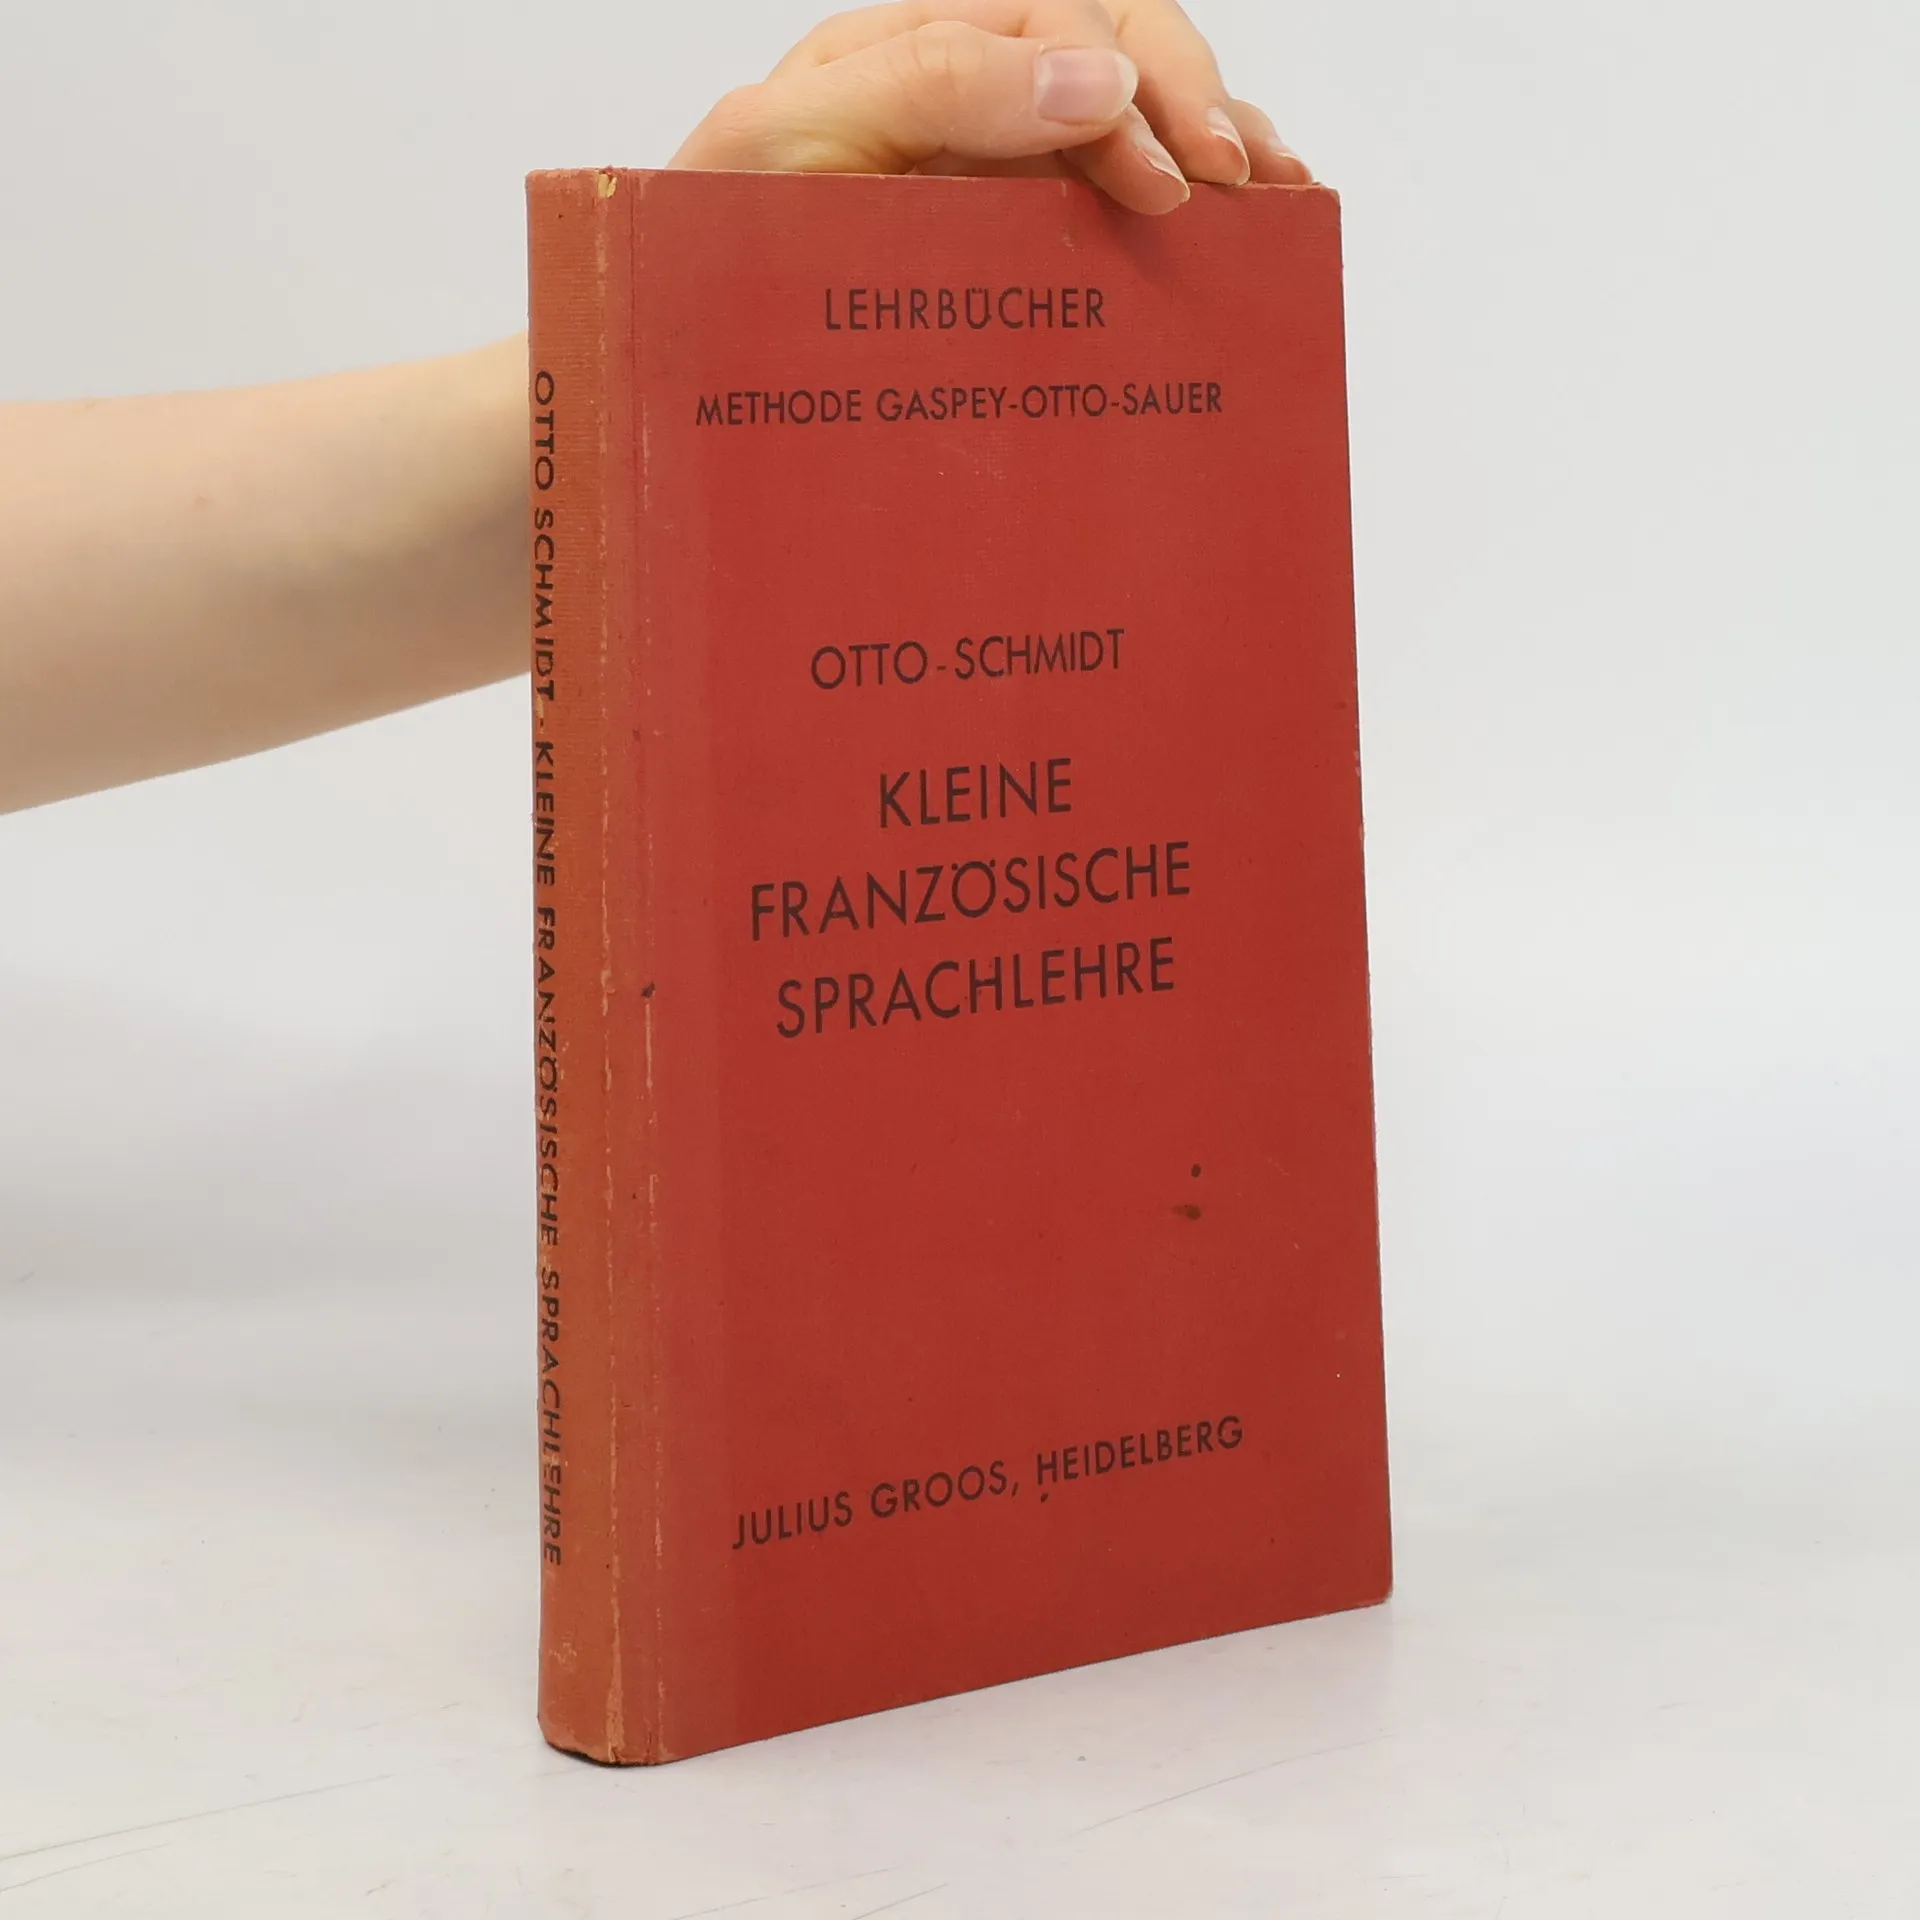 LEHRBÜCHER
METHODE GASPEY-OTTO-SAUER
OTTO-SCHMIDT
KLEINE
FRANZÖSISCHE
SPRACHLEHRE
JULIUS GROOS, HEIDELBERG
OTTO SCHMIDT - KLEINE FRANZÖSISCHE SPRACHLEHRE